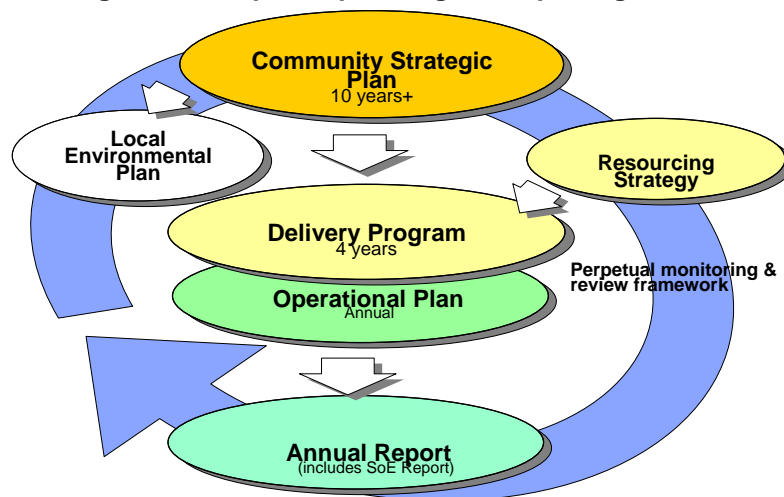 Community Strategic
Plan
10 years+
Local
Environmental
Plan
Resourcing
Strategy
Delivery Program
4 years
Perpetual monitoring &
review framework
Operational Plan
Annual
Annual Report
(includes SoE Report)